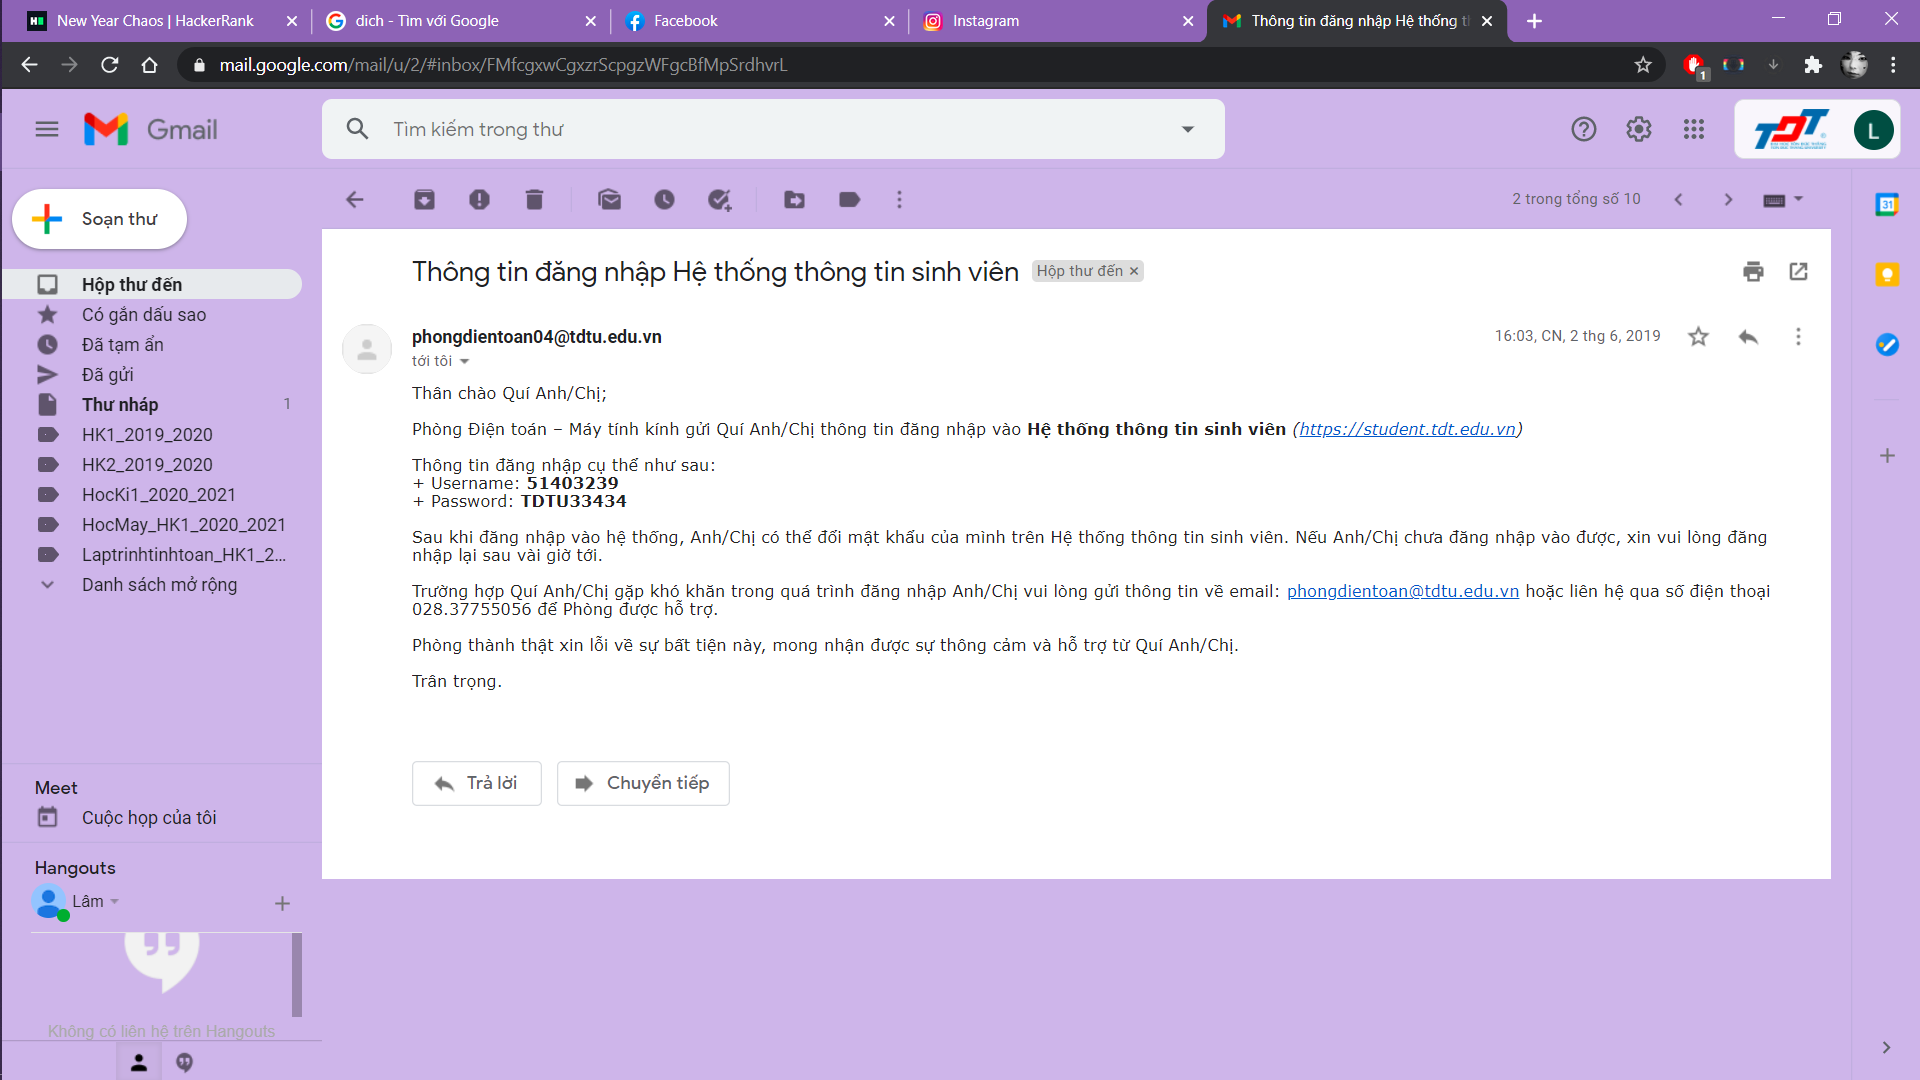 New Year Chaos | HackerRank
dich - Tìm với Google
Facebook
Instagram
Thông tin đăng nhập Hệ thống t
mail.google.com/mail/u/2/#inbox/FMfcgxwCgxzrScpgzWFgcBfMpSrdhvrL
1
Gmail
Tìm kiếm trong thư
TDT
L
Soạn thư
2 trong tổng số 10
31
Hộp thư đến
Có gắn dấu sao
Đã tạm ẩn
Đã gửi
Thư nháp 1
HK1_2019_2020
HK2_2019_2020
HocKi1_2020_2021
HocMay_HK1_2020_2021
Laptrinhtinhtoan_HK1_2...
Danh sách mở rộng
Thông tin đăng nhập Hệ thống thông tin sinh viên Hộp thư đến ×
phongdientoan04@tdtu.edu.vn
16:03, CN, 2 thg 6, 2019
tới tôi
Thân chào Quí Anh/Chị;
Phòng Điện toán – Máy tính kính gửi Quí Anh/Chị thông tin đăng nhập vào Hệ thống thông tin sinh viên (https://student.tdt.edu.vn)
Thông tin đăng nhập cụ thể như sau:
+ Username: 51403239
+ Password: TDTU33434
Sau khi đăng nhập vào hệ thống, Anh/Chị có thể đổi mật khẩu của mình trên Hệ thống thông tin sinh viên. Nếu Anh/Chị chưa đăng nhập vào được, xin vui lòng đăng
nhập lại sau vài giờ tới.
Trường hợp Quí Anh/Chị gặp khó khăn trong quá trình đăng nhập Anh/Chị vui lòng gửi thông tin về email: phongdientoan@tdtu.edu.vn hoặc liên hệ qua số điện thoại
028.37755056 để Phòng được hỗ trợ.
Phòng thành thật xin lỗi về sự bất tiện này, mong nhận được sự thông cảm và hỗ trợ từ Quí Anh/Chị.
Trân trọng.
Trả lời
Chuyển tiếp
Meet
Cuộc họp của tôi
Hangouts
Lâm
Không có liên hệ trên Hangouts